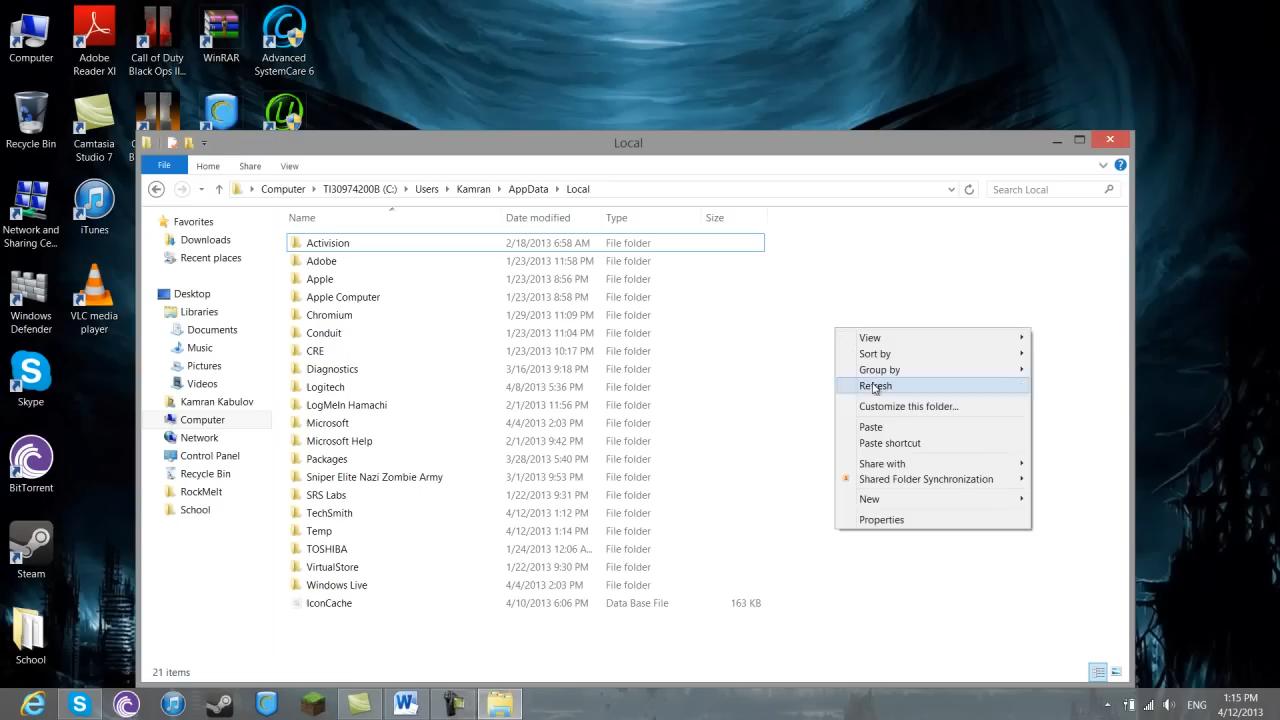 Computer
Adobe
Reader XI
Call of Duty
Black Ops II...
WinRAR
Advanced
SystemCare 6
Recycle Bin
Camtasia
Studio 7
Network and
Sharing Ce...
iTunes
Windows
Defender
VLC media
player
Skype
BitTorrent
Steam
School
Local
File
Home
Share
View
Computer
TI30974200B (C:)
Users
Kamran
AppData
Local
Search Local
Favorites
Downloads
Recent places
Desktop
Libraries
Documents
Music
Pictures
Videos
Kamran Kabulov
Computer
Network
Control Panel
Recycle Bin
RockMelt
School
Name Date modified Type Size
Activision 2/18/2013 6:58 AM File folder
Adobe 1/23/2013 11:58 PM File folder
Apple 1/23/2013 8:56 PM File folder
Apple Computer 1/23/2013 8:58 PM File folder
Chromium 1/29/2013 11:09 PM File folder
Conduit 1/23/2013 11:04 PM File folder
CRE 1/23/2013 10:17 PM File folder
Diagnostics 3/16/2013 9:18 PM File folder
Logitech 4/8/2013 5:36 PM File folder
LogMeIn Hamachi 2/1/2013 11:56 PM File folder
Microsoft 4/4/2013 2:03 PM File folder
Microsoft Help 2/1/2013 9:42 PM File folder
Packages 3/28/2013 5:40 PM File folder
Sniper Elite Nazi Zombie Army 3/1/2013 9:53 PM File folder
SRS Labs 1/22/2013 9:31 PM File folder
TechSmith 4/12/2013 1:12 PM File folder
Temp 4/12/2013 1:14 PM File folder
TOSHIBA 1/24/2013 12:06 A... File folder
VirtualStore 1/22/2013 9:30 PM File folder
Windows Live 4/4/2013 2:03 PM File folder
IconCache 4/10/2013 6:06 PM Data Base File 163 KB
View
Sort by
Group by
Refresh
Customize this folder...
Paste
Paste shortcut
Share with
Shared Folder Synchronization
New
Properties
21 items
ENG
1:15 PM
4/12/2013